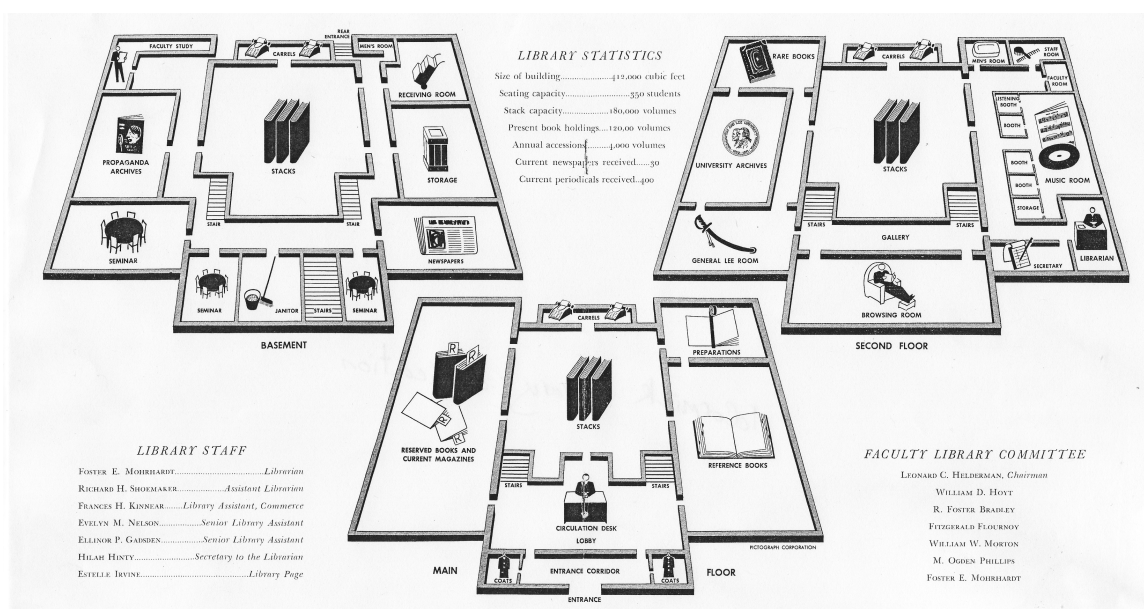 FACULTY STUDY
CARRELS
REAR
ENTRANCE
MEN'S ROOM
RECEIVING ROOM
PROPAGANDA
ARCHIVES
STACKS
STORAGE
STAIR
STAIR
SEMINAR
NEWSPAPERS
SEMINAR
JANITOR
STAIRS
SEMINAR
BASEMENT
LIBRARY STATISTICS
Size of building....................412,000 cubic feet
Seating capacity............................350 students
Stack capacity.........................180,000 volumes
Present book holdings....120,00 volumes
Annual accessions.......4,000 volumes
Current newspapers received......50
Current periodicals received..400
RARE BOOKS
CARRELS
MEN'S ROOM
STAFF
ROOM
FACULTY
ROOM
LISTENING
BOOTH
BOOTH
UNIVERSITY ARCHIVES
STACKS
BOOTH
BOOTH
MUSIC ROOM
STORAGE
STAIRS
STAIRS
GALLERY
GENERAL LEE ROOM
SECRETARY
LIBRARIAN
BROWSING ROOM
SECOND FLOOR
CARRELS
PREPARATIONS
R
R
R
R
STACKS
RESERVED BOOKS AND
CURRENT MAGAZINES
REFERENCE BOOKS
STAIRS
STAIRS
CIRCULATION DESK
LOBBY
PICTOGRAPH CORPORATION
MAIN
COATS
ENTRANCE CORRIDOR
COATS
FLOOR
ENTRANCE
LIBRARY STAFF
FOSTER E. MOHRHARDT..........................Librarian
RICHARD H. SHOEMAKER..................Assistant Librarian
FRANCES H. KINNEAR......Library Assistant, Commerce
EVELYN M. NELSON............Senior Library Assistant
ELLINOR P. GADSDEN............Senior Library Assistant
HILAH HINTY..................Secretary to the Librarian
ESTELLE IRVINE...............................Library Page
FACULTY LIBRARY COMMITTEE
LEONARD C. HELDERMAN, Chairman
WILLIAM D. HOYT
R. FOSTER BRADLEY
FITZGERALD FLOURNOY
WILLIAM W. MORTON
M. OGDEN PHILLIPS
FOSTER E. MOHRHARDT